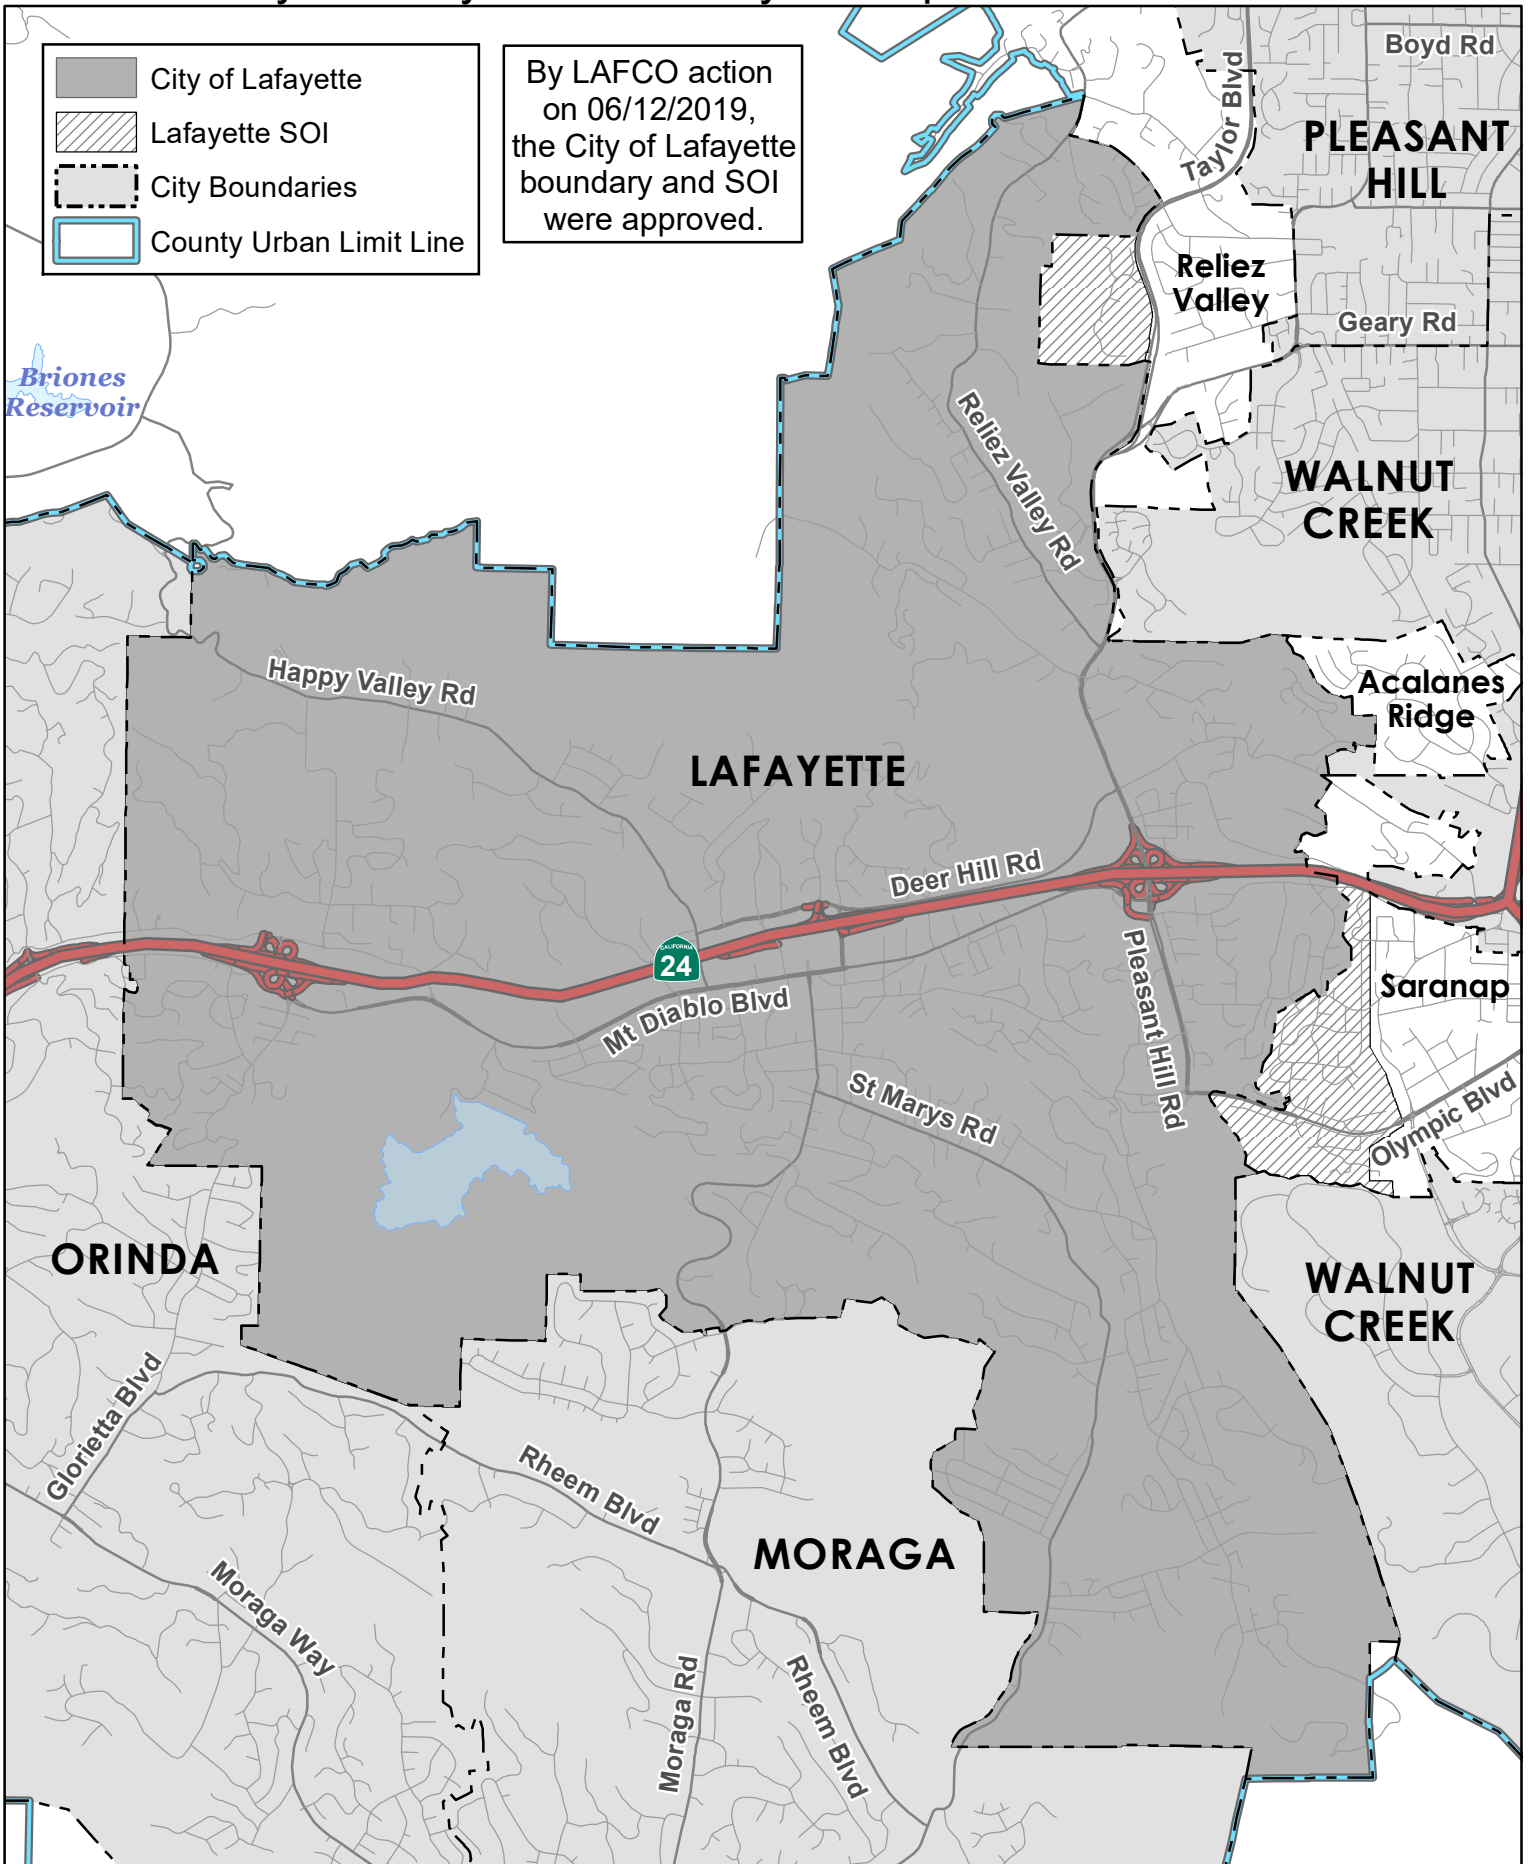 City of Lafayette
Lafayette SOI
City Boundaries
County Urban Limit Line
By LAFCO action
on 06/12/2019,
the City of Lafayette
boundary and SOI
were approved.
Boyd Rd
Taylor Blvd
PLEASANT
HILL
Reliez
Valley
Geary Rd
Briones
Reservoir
Reliez Valley Rd
WALNUT
CREEK
Happy Valley Rd
Acalanes
Ridge
LAFAYETTE
Deer Hill Rd
CALIFORNIA
24
Mt Diablo Blvd
Pleasant Hill Rd
Saranap
St Marys Rd
Olympic Blvd
ORINDA
WALNUT
CREEK
Glorietta Blvd
Rheem Blvd
MORAGA
Moraga Way
Moraga Rd
Rheem Blvd